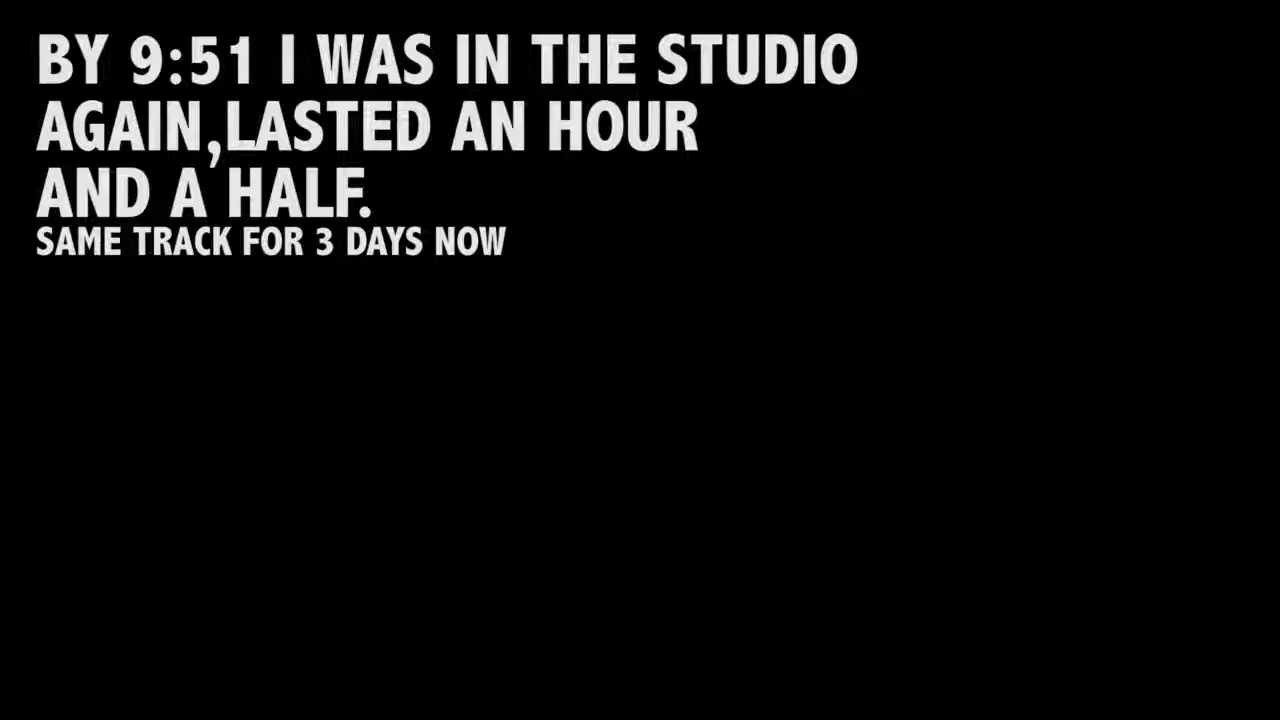 BY 9:51 I WAS IN THE STUDIO
AGAIN,LASTED AN HOUR
AND A HALF.
SAME TRACK FOR 3 DAYS NOW